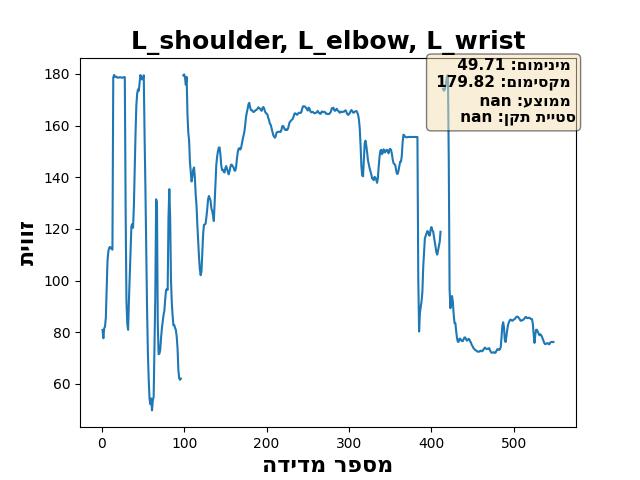 L_shoulder, L_elbow, L_wrist
מינימום: 49.71
מקסימום: 179.82
ממוצע: nan
סטיית תקן: nan
זווית
180
160
140
120
100
80
60
0 100 200 300 400 500
מספר מדידה